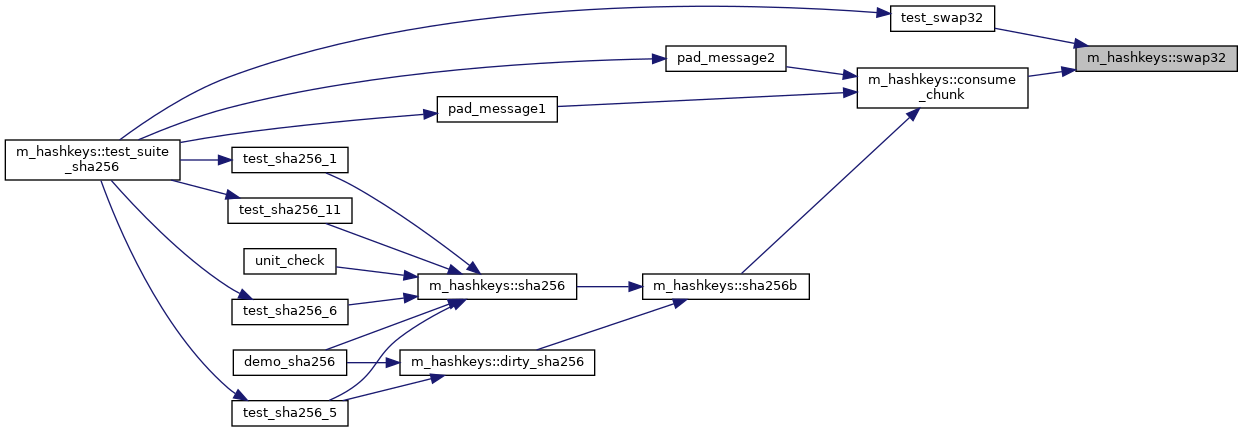 test_swap32
m_hashkeys::swap32
pad_message2
m_hashkeys::consume
_chunk
pad_message1
m_hashkeys::test_suite
_sha256
test_sha256_1
test_sha256_11
unit_check
m_hashkeys::sha256
m_hashkeys::sha256b
test_sha256_6
demo_sha256
m_hashkeys::dirty_sha256
test_sha256_5